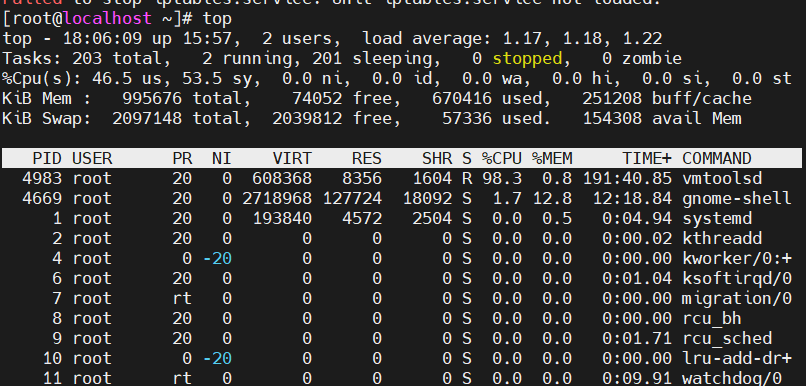 Failed to stop iptables.service: Unit iptables.service not loaded.
[root@localhost ~]# top
top - 18:06:09 up 15:57,  2 users,  load average: 1.17, 1.18, 1.22
Tasks: 203 total,   2 running, 201 sleeping,   0 stopped,   0 zombie
%Cpu(s): 46.5 us, 53.5 sy,  0.0 ni,  0.0 id,  0.0 wa,  0.0 hi,  0.0 si,  0.0 st
KiB Mem :   995676 total,    74052 free,   670416 used,   251208 buff/cache
KiB Swap:  2097148 total,  2039812 free,    57336 used.   154308 avail Mem
PID USER      PR  NI    VIRT    RES    SHR S %CPU %MEM     TIME+ COMMAND
4983 root      20   0  608368   8356   1604 R 98.3  0.8 191:40.85 vmtoolsd
4669 root      20   0 2718968 127724  18092 S  1.7 12.8  12:18.84 gnome-shell
1 root      20   0  193840   4572   2504 S  0.0  0.5   0:04.94 systemd
2 root      20   0       0      0      0 S  0.0  0.0   0:00.02 kthreadd
4 root       0 -20       0      0      0 S  0.0  0.0   0:00.00 kworker/0:+
6 root      20   0       0      0      0 S  0.0  0.0   0:01.04 ksoftirqd/0
7 root      rt   0       0      0      0 S  0.0  0.0   0:00.00 migration/0
8 root      20   0       0      0      0 S  0.0  0.0   0:00.00 rcu_bh
9 root      20   0       0      0      0 S  0.0  0.0   0:01.71 rcu_sched
10 root       0 -20       0      0      0 S  0.0  0.0   0:00.00 lru-add-dr+
11 root      rt   0       0      0      0 S  0.0  0.0   0:09.91 watchdog/0